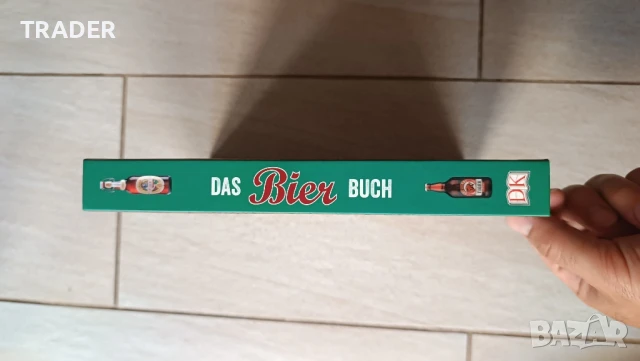 TRADER
DAS Bier BUCH
DK
BAZAR